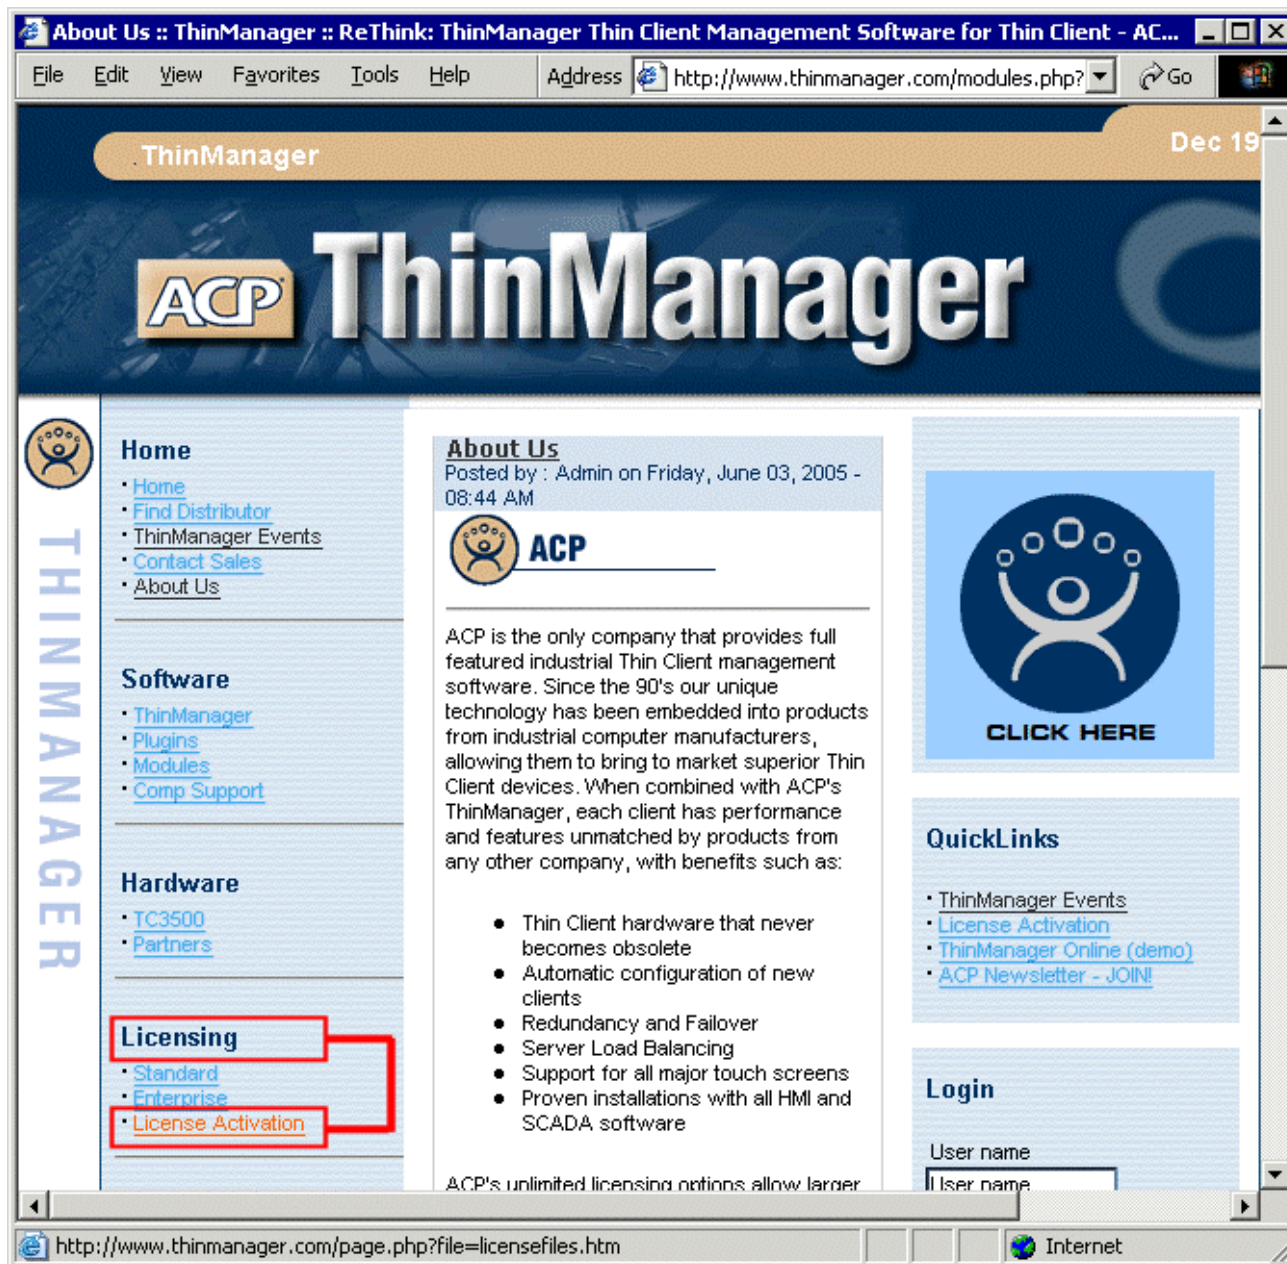 About Us :: ThinManager :: ReThink: ThinManager Thin Client Management Software for Thin Client - AC...
File Edit View Favorites Tools Help Address http://www.thinmanager.com/modules.php? Go
.ThinManager
Dec 19
ACP ThinManager
THINMANAGER
Home
· Home
· Find Distributor
· ThinManager Events
· Contact Sales
· About Us
Software
· ThinManager
· Plugins
· Modules
· Comp Support
Hardware
· TC3500
· Partners
Licensing
· Standard
· Enterprise
· License Activation
About Us
Posted by : Admin on Friday, June 03, 2005 -
08:44 AM
ACP
ACP is the only company that provides full
featured industrial Thin Client management
software. Since the 90's our unique
technology has been embedded into products
from industrial computer manufacturers,
allowing them to bring to market superior Thin
Client devices. When combined with ACP's
ThinManager, each client has performance
and features unmatched by products from
any other company, with benefits such as:
● Thin Client hardware that never
becomes obsolete
● Automatic configuration of new
clients
● Redundancy and Failover
● Server Load Balancing
● Support for all major touch screens
● Proven installations with all HMI and
SCADA software
ACP's unlimited licensing options allow larger
CLICK HERE
QuickLinks
· ThinManager Events
· License Activation
· ThinManager Online (demo)
· ACP Newsletter - JOIN!
Login
User name
User name
http://www.thinmanager.com/page.php?file=licensefiles.htm
Internet